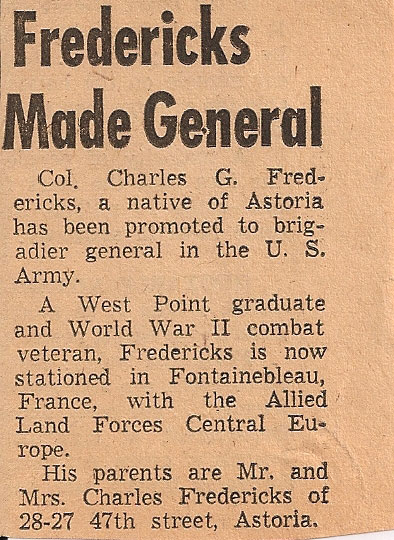 Fredericks
Made General
Col. Charles G. Fred-
ericks, a native of Astoria
has been promoted to brig-
adier general in the U. S.
Army.
A West Point graduate
and World War II combat
veteran, Fredericks is now
stationed in Fontainebleau,
France, with the Allied
Land Forces Central Eu-
rope.
His parents are Mr. and
Mrs. Charles Fredericks of
28-27 47th street, Astoria.